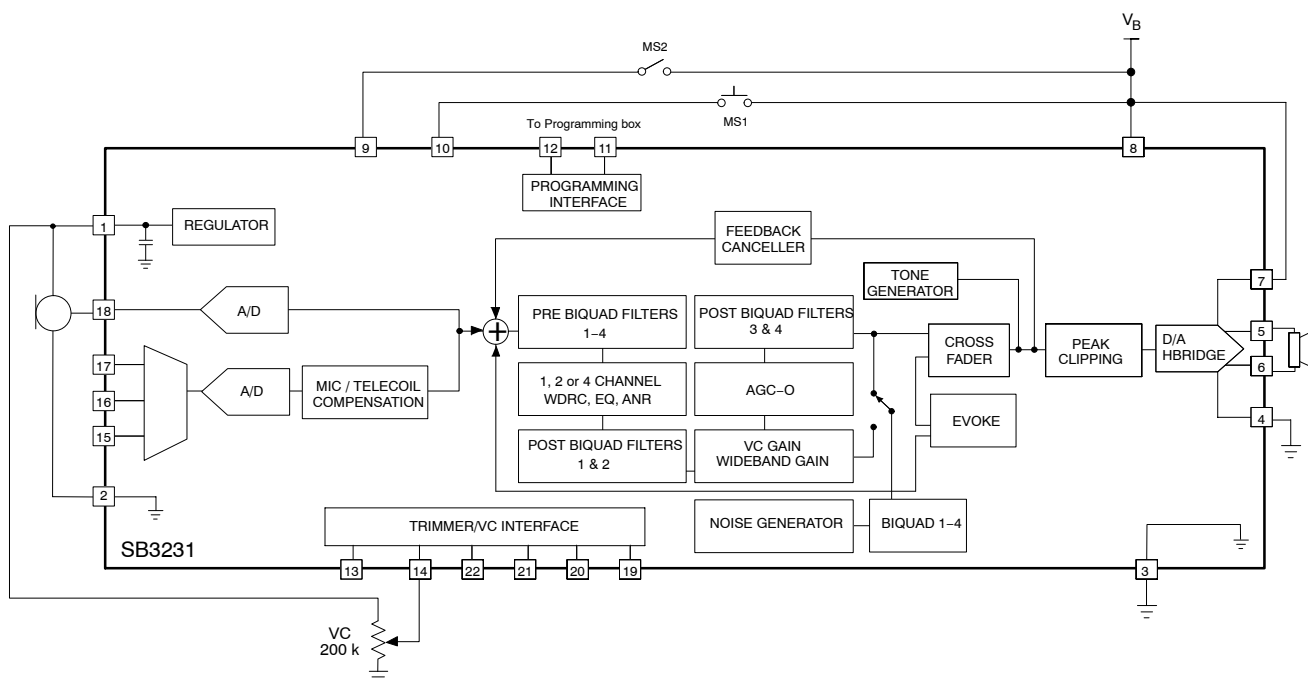 V_B
MS2
MS1
To Programming box
9
10
12
11
8
PROGRAMMING
INTERFACE
1
REGULATOR
FEEDBACK
CANCELLER
TONE
GENERATOR
7
18
A/D
PRE BIQUAD FILTERS
1–4
POST BIQUAD FILTERS
3 & 4
CROSS
FADER
PEAK
CLIPPING
D/A
HBRIDGE
5
6
17
16
15
A/D
MIC / TELECOIL
COMPENSATION
1, 2 or 4 CHANNEL
WDRC, EQ, ANR
AGC–O
EVOKE
4
POST BIQUAD FILTERS
1 & 2
VC GAIN
WIDEBAND GAIN
2
TRIMMER/VC INTERFACE
NOISE GENERATOR
BIQUAD 1–4
SB3231
13
14
22
21
20
19
3
VC
200 k